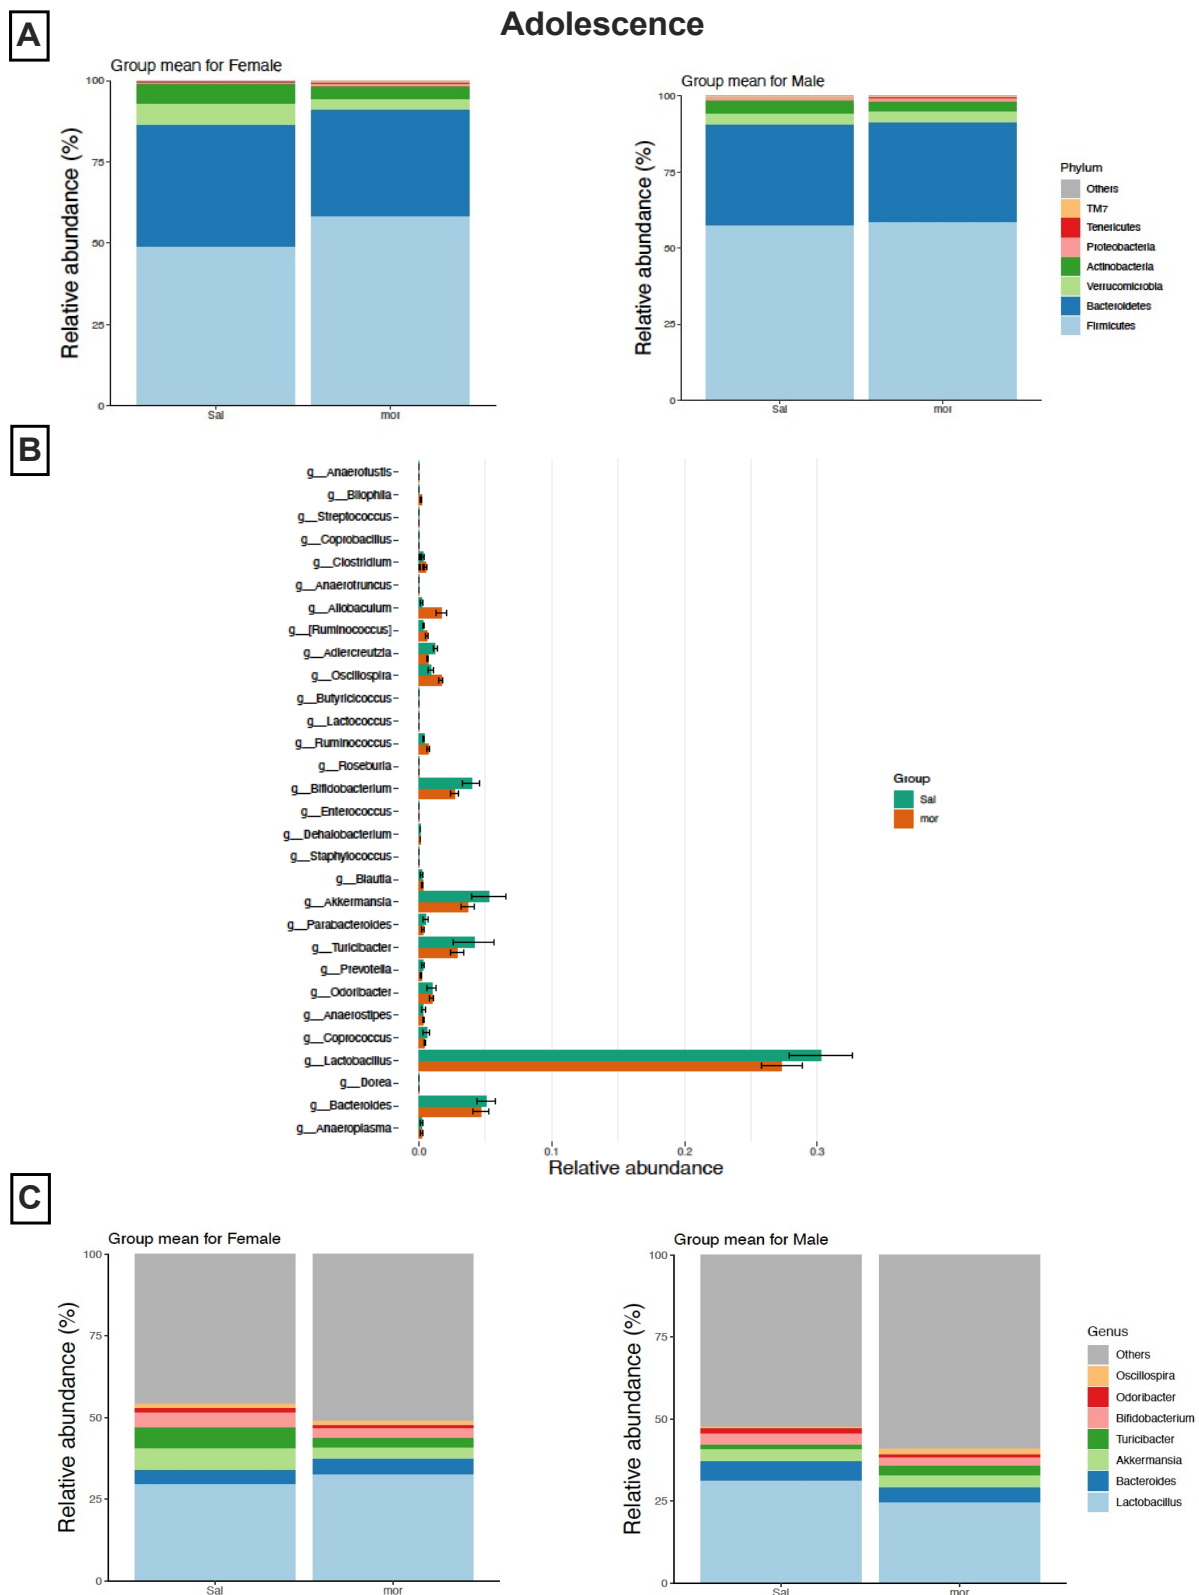 Adolescence
A
Group mean for Female
Relative abundance (%)
100
75
50
25
0
Sal
mor
Group mean for Male
Relative abundance (%)
100
75
50
25
0
Sal
mor
Phylum
Others
TM7
Tenericutes
Proteobacteria
Actinobacteria
Verrucomicrobia
Bacteroidetes
Firmicutes
B
g__Anaerofustis
g__Bilophila
g__Streptococcus
g__Coprobacillus
g__Clostridium
g__Anaerotruncus
g__Allobaculum
g__[Ruminococcus]
g__Adlercreutzia
g__Oscillospira
g__Butyricicoccus
g__Lactococcus
g__Ruminococcus
g__Roseburia
g__Bifidobacterium
g__Enterococcus
g__Dehalobacterium
g__Staphylococcus
g__Blautia
g__Akkermansia
g__Parabacteroides
g__Turicibacter
g__Prevotella
g__Odoribacter
g__Anaerostipes
g__Coprococcus
g__Lactobacillus
g__Dorea
g__Bacteroides
g__Anaeroplasma
0.0
0.1
0.2
0.3
Relative abundance
Group
Sal
mor
C
Group mean for Female
Relative abundance (%)
100
75
50
25
0
Sal
mor
Group mean for Male
Relative abundance (%)
100
75
50
25
0
Sal
mor
Genus
Others
Oscillospira
Odoribacter
Bifidobacterium
Turicibacter
Akkermansia
Bacteroides
Lactobacillus